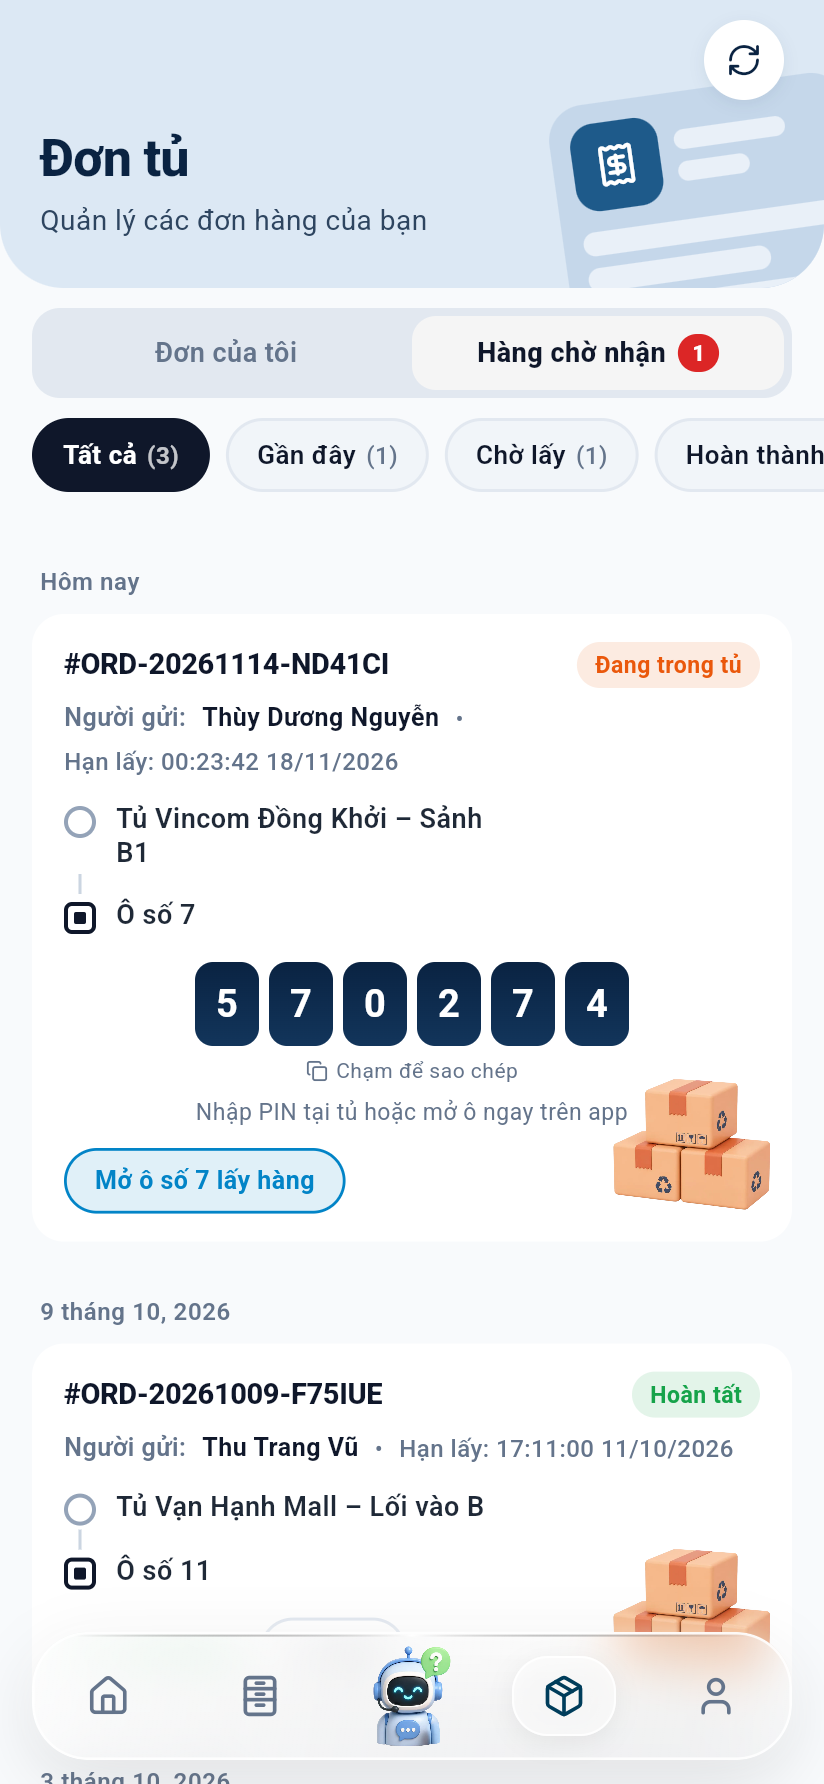 Đơn tủ
Quản lý các đơn hàng của bạn
Đơn của tôi
Hàng chờ nhận 1
Tất cả (3)
Gần đây (1)
Chờ lấy (1)
Hoàn thành
Hôm nay
#ORD-20261114-ND41CI
Đang trong tủ
Người gửi: Thùy Dương Nguyễn •
Hạn lấy: 00:23:42 18/11/2026
Tủ Vincom Đồng Khởi – Sảnh
B1
Ô số 7
5 7 0 2 7 4
Chạm để sao chép
Nhập PIN tại tủ hoặc mở ô ngay trên app
Mở ô số 7 lấy hàng
9 tháng 10, 2026
#ORD-20261009-F75IUE
Hoàn tất
Người gửi: Thu Trang Vũ • Hạn lấy: 17:11:00 11/10/2026
Tủ Vạn Hạnh Mall – Lối vào B
Ô số 11
3 tháng 10, 2026